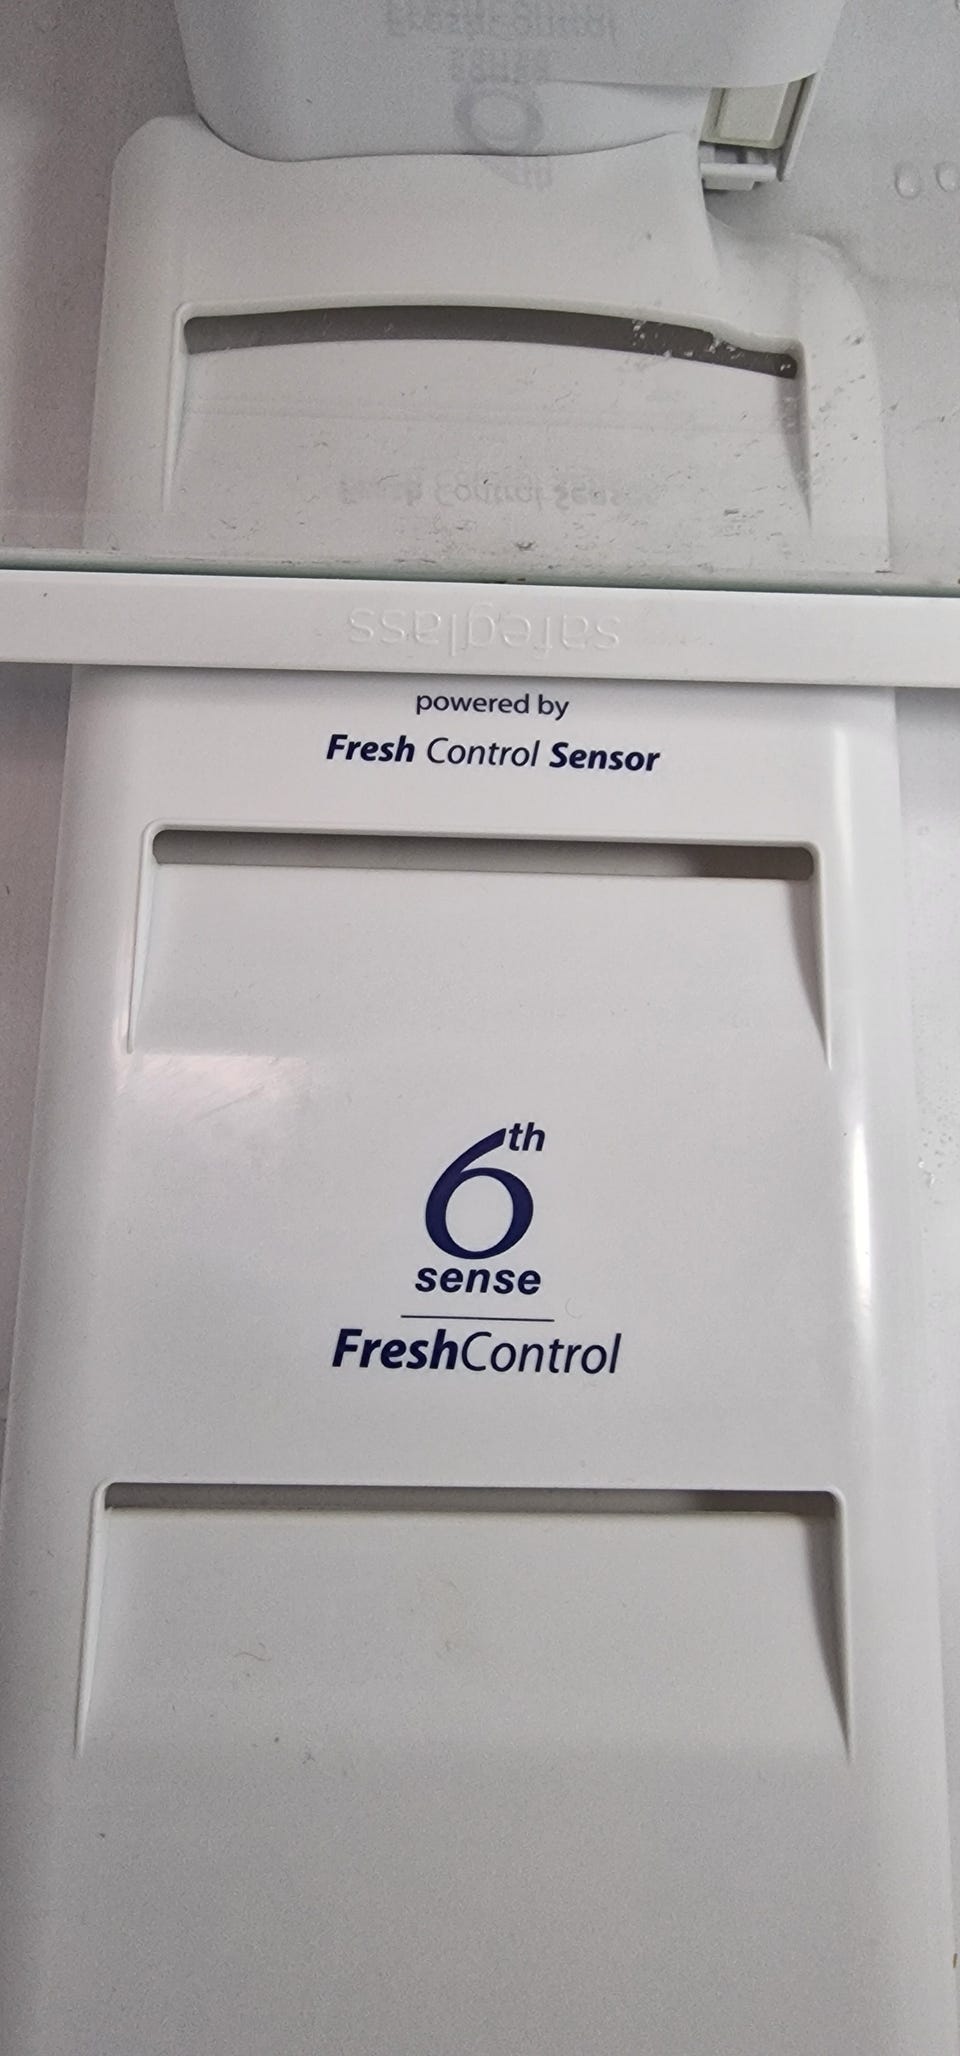 safeglass
powered by
Fresh Control Sensor
6th
sense
FreshControl